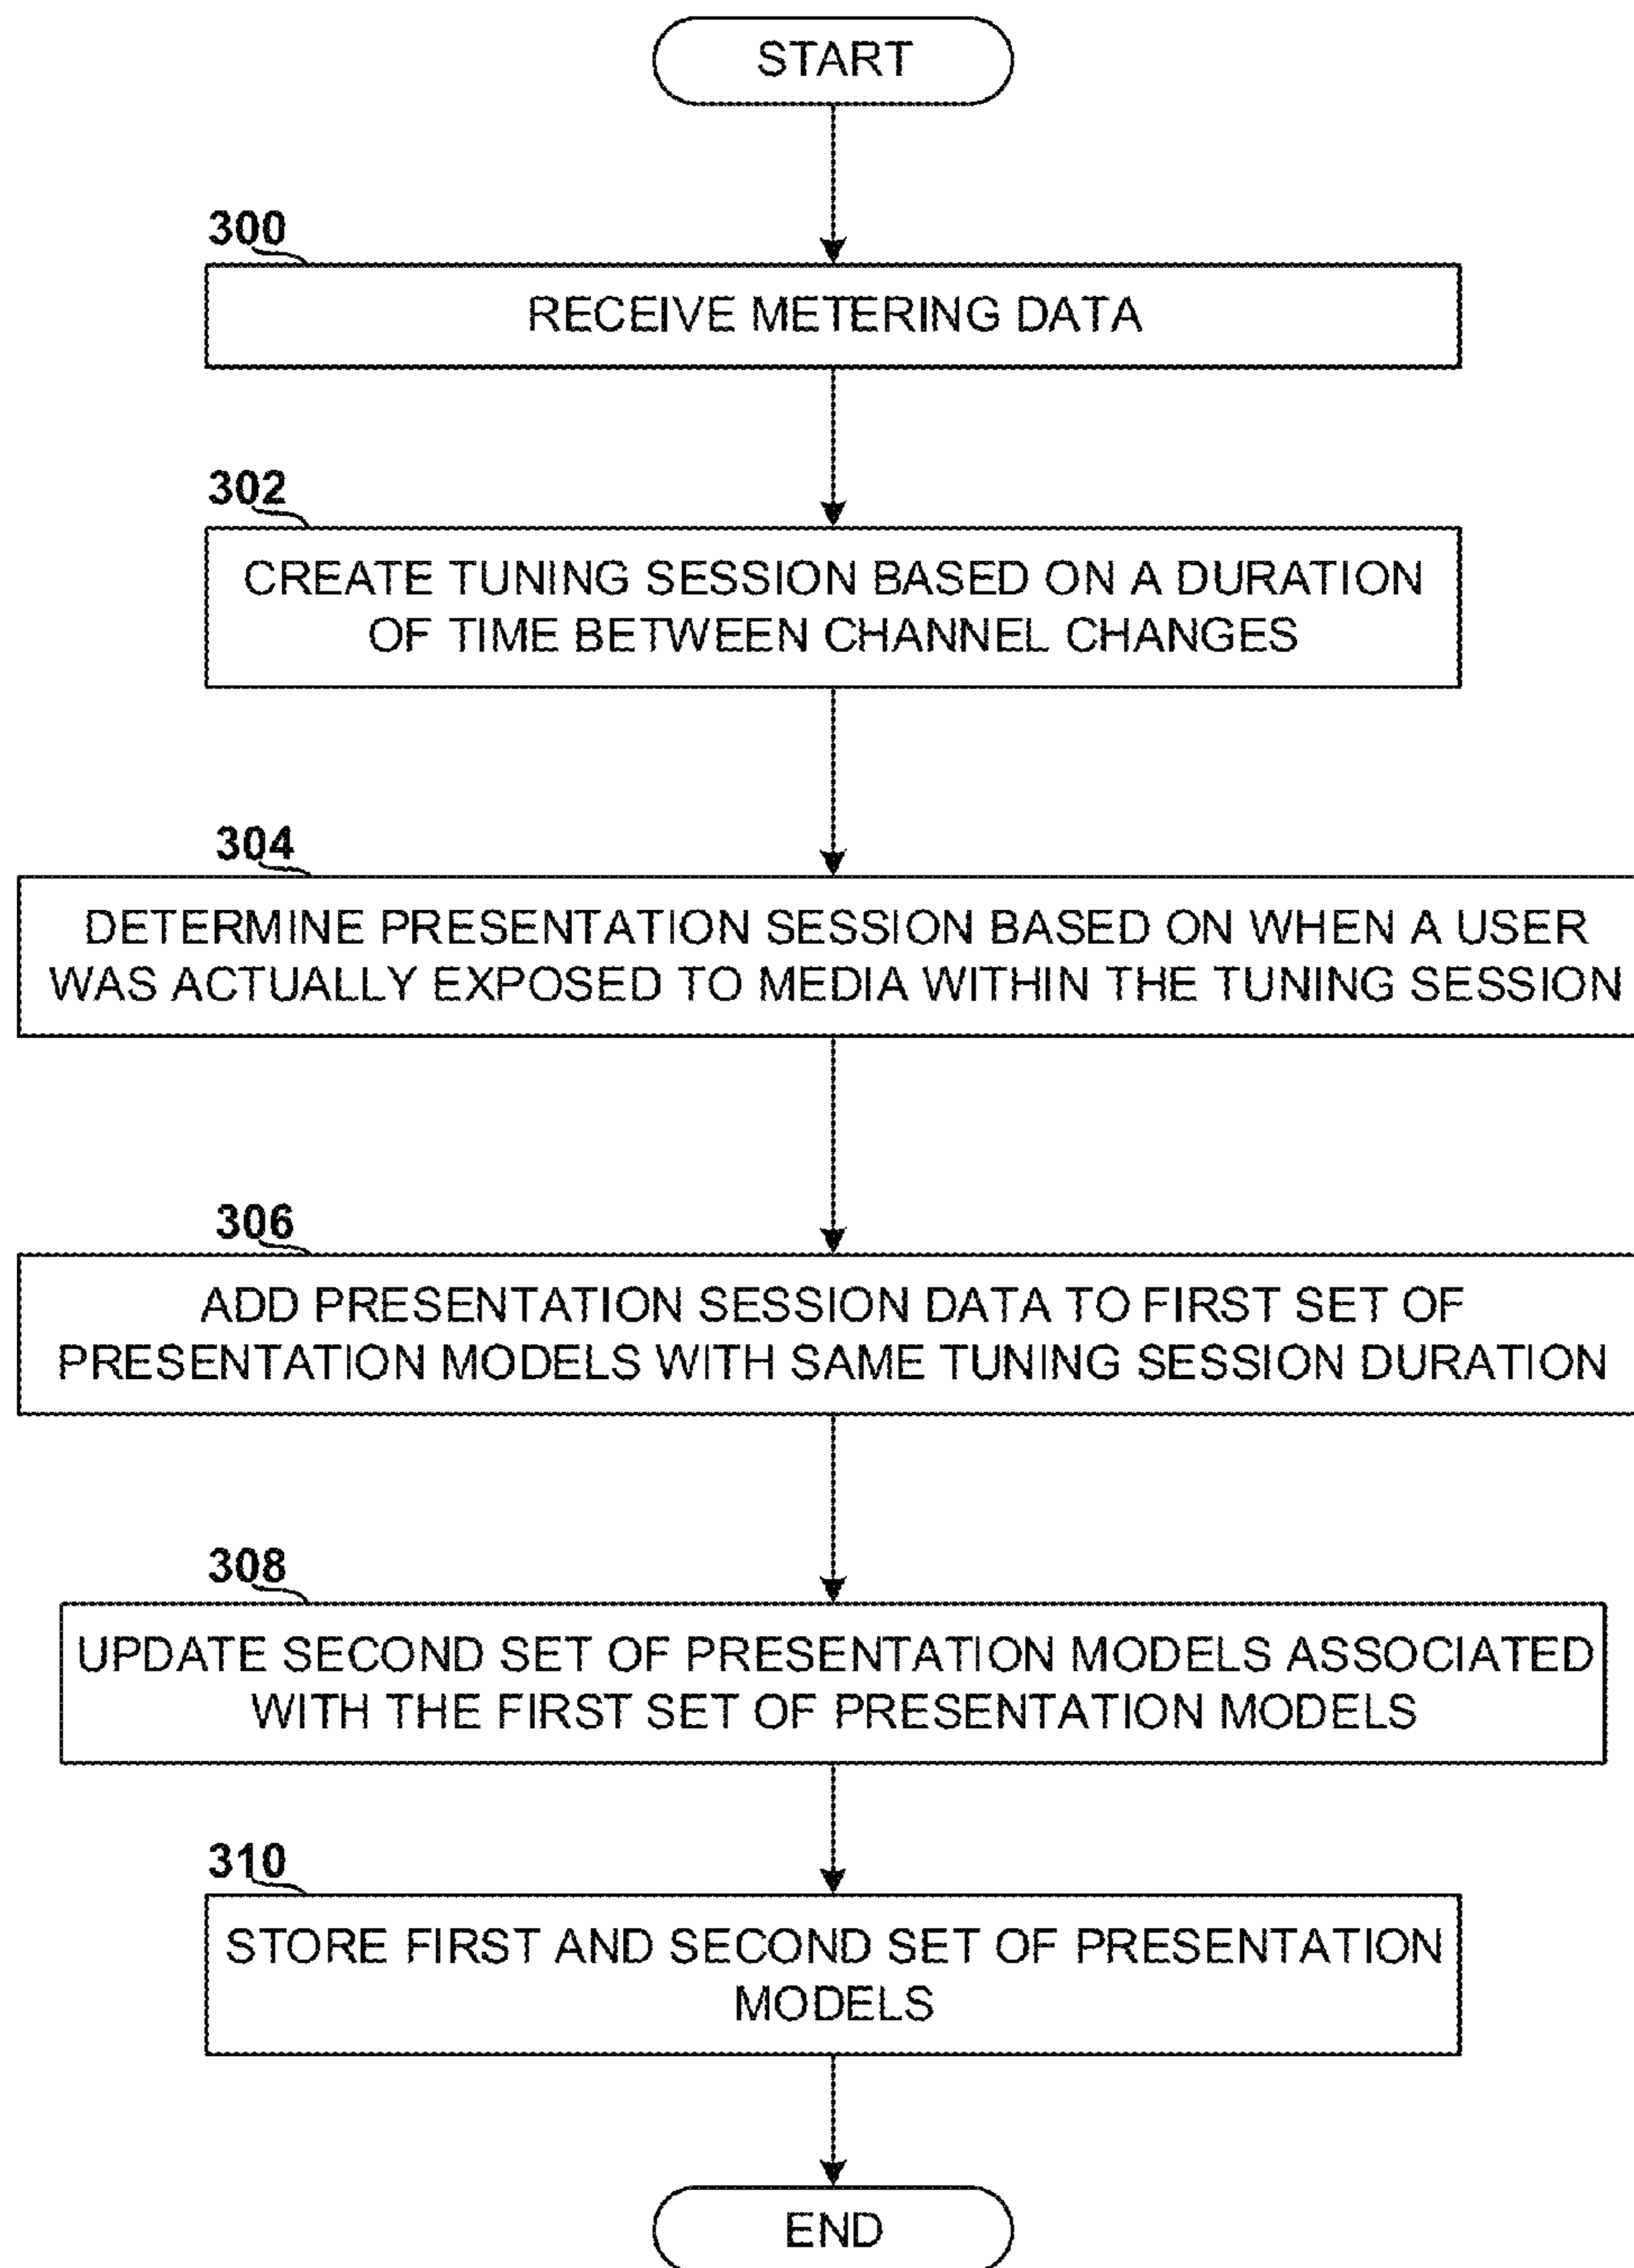 START
300
RECEIVE METERING DATA
302
CREATE TUNING SESSION BASED ON A DURATION
OF TIME BETWEEN CHANNEL CHANGES
304
DETERMINE PRESENTATION SESSION BASED ON WHEN A USER
WAS ACTUALLY EXPOSED TO MEDIA WITHIN THE TUNING SESSION
306
ADD PRESENTATION SESSION DATA TO FIRST SET OF
PRESENTATION MODELS WITH SAME TUNING SESSION DURATION
308
UPDATE SECOND SET OF PRESENTATION MODELS ASSOCIATED
WITH THE FIRST SET OF PRESENTATION MODELS
310
STORE FIRST AND SECOND SET OF PRESENTATION
MODELS
END